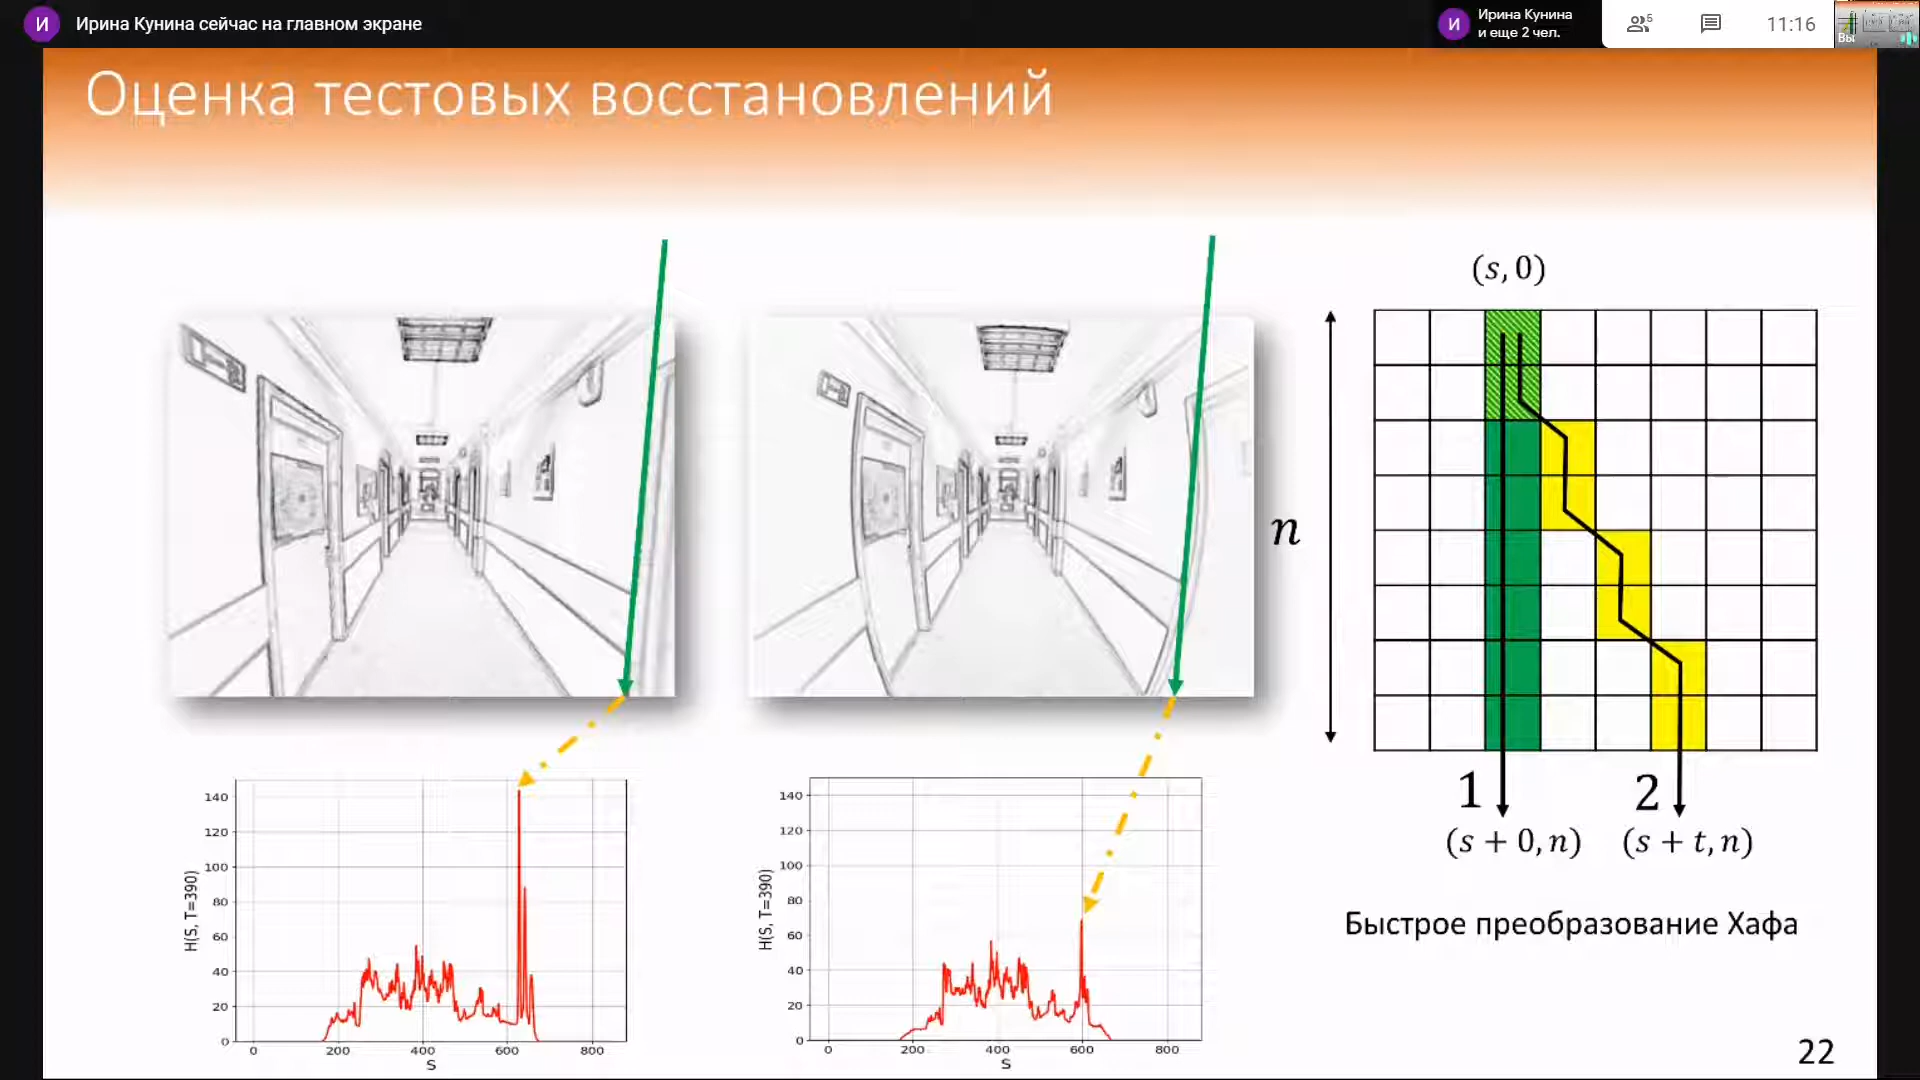 И
Ирина Кунина сейчас на главном экране
И
Ирина Кунина
и еще 2 чел.
6
11:16
Вы
Оценка тестовых восстановлений
(s, 0)
n
1
2
(s + 0, n)
(s + t, n)
Быстрое преобразование Хафа
H(S, T=390)
140
120
100
80
60
40
20
0
0
200
400
600
800
S
H(S, T=390)
140
120
100
80
60
40
20
0
0
200
400
600
800
S
22